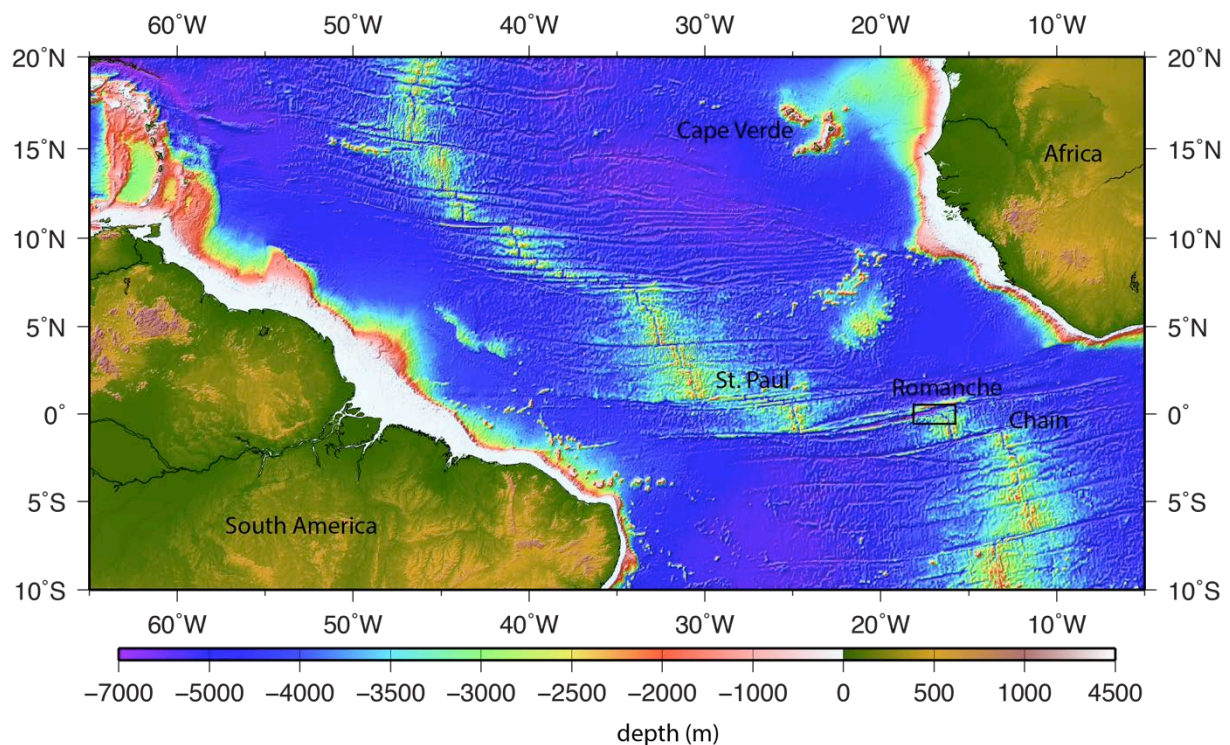 60˚W 50˚W 40˚W 30˚W 20˚W 10˚W
20˚N 20˚N
Cape Verde
Africa
15˚N 15˚N
10˚N 10˚N
5˚N 5˚N
St. Paul
Romanche
0˚ 0˚
Chain
5˚S 5˚S
South America
10˚S 10˚S
60˚W 50˚W 40˚W 30˚W 20˚W 10˚W
−7000 −5000 −4000 −3500 −3000 −2500 −2000 −1000 0 500 1000 4500
depth (m)